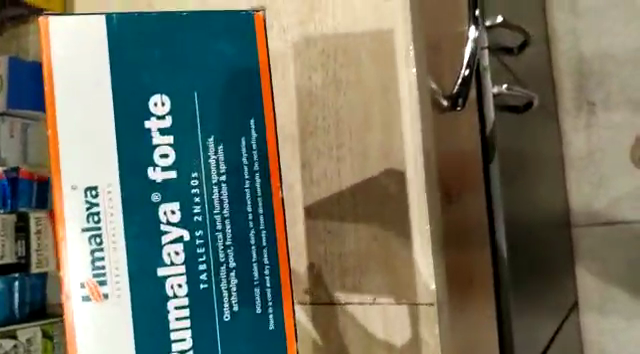 Himalaya
HERBAL HEALTHCARE
umalaya® forte
TABLETS 2Nx30s
Osteoarthritis, cervical and lumbar spondylosis,
arthralgia, gout, frozen shoulder & sprains.
DOSAGE: 1 tablet twice daily, or as directed by your physician.
Store in a cool and dry place, away from direct sunlight. Do not refrigerate.